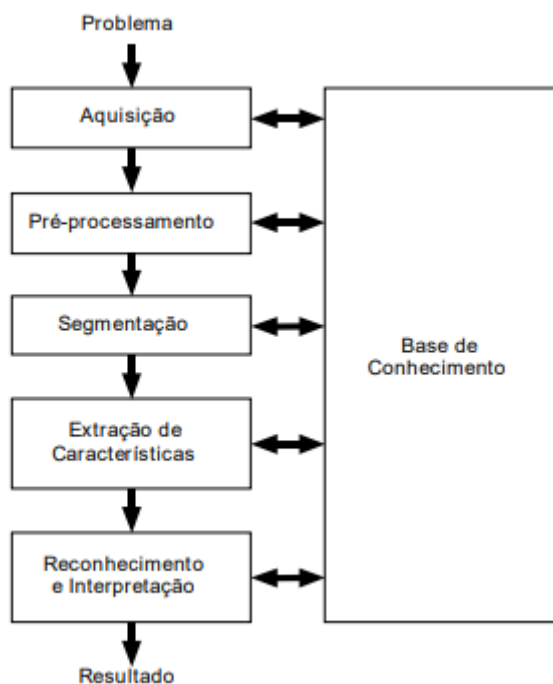 Problema
Aquisição
Pré-processamento
Segmentação
Extração de
Características
Reconhecimento
e Interpretação
Resultado
Base de
Conhecimento